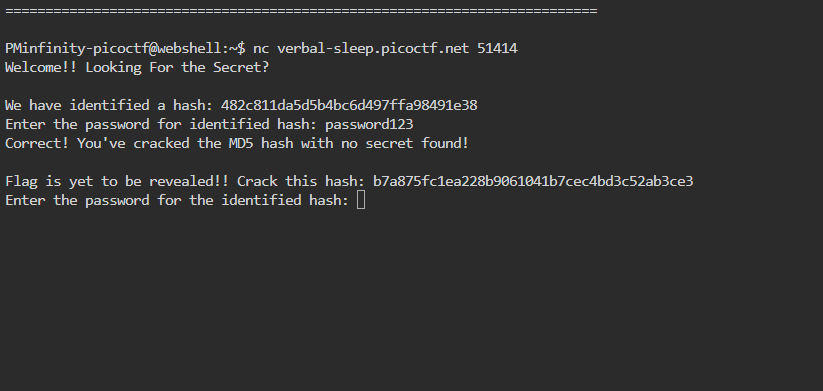 ==========================================================================
PMinfinity-picoctf@webshell:~$ nc verbal-sleep.picoctf.net 51414
Welcome!! Looking For the Secret?
We have identified a hash: 482c811da5d5b4bc6d497ffa98491e38
Enter the password for identified hash: password123
Correct! You've cracked the MD5 hash with no secret found!
Flag is yet to be revealed!! Crack this hash: b7a875fc1ea228b9061041b7cec4bd3c52ab3ce3
Enter the password for the identified hash: